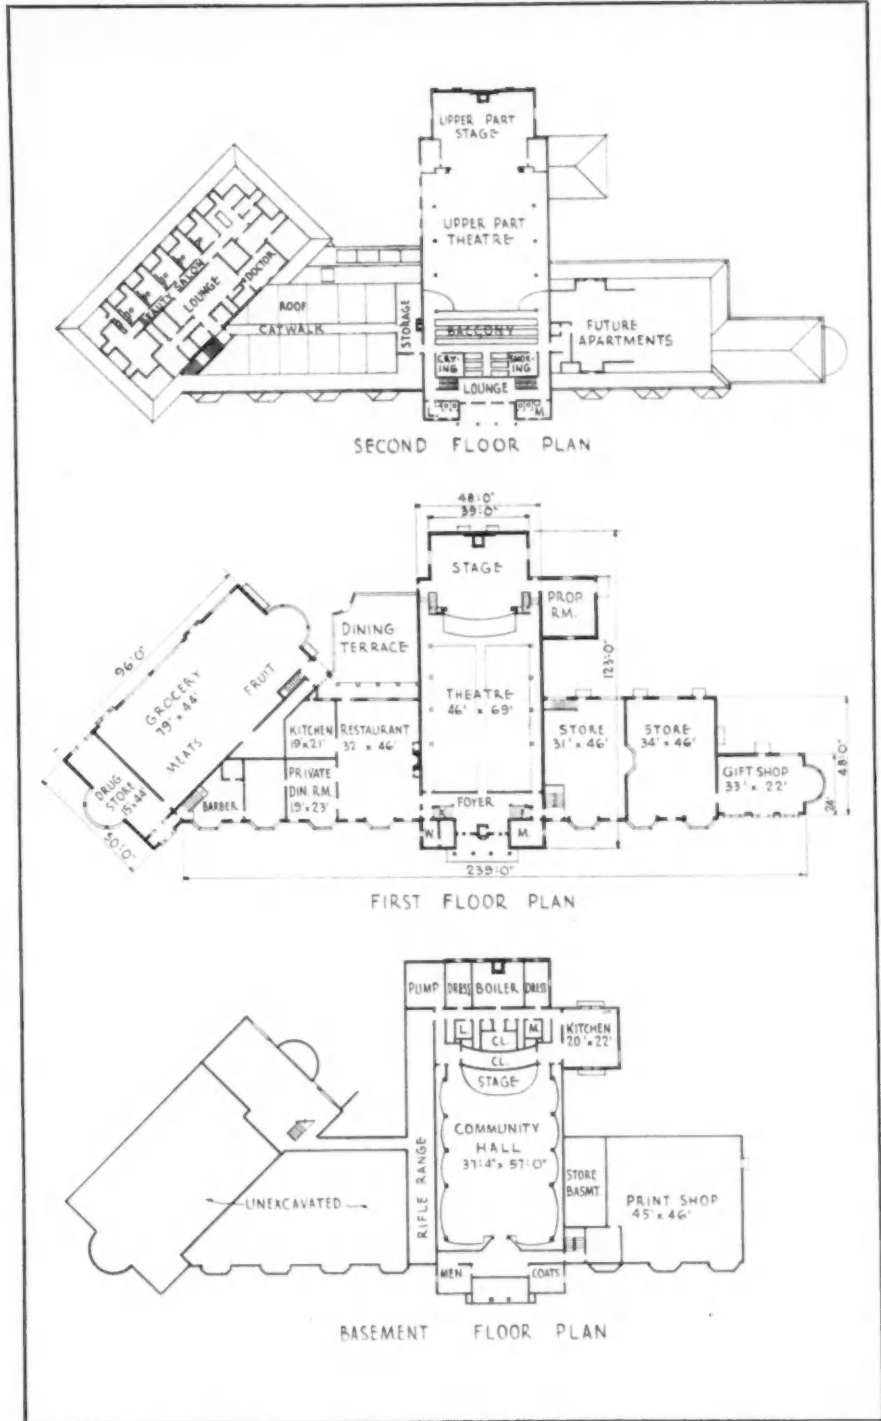 UPPER PART
STAGE
UPPER PART
THEATRE
BEAUTY SALON
LOUNGE
DOCTOR
ROOF
CATWALK
STORAGE
BALCONY
CRY-
ING
SMOK-
ING
LOUNGE
L.
M.
FUTURE
APARTMENTS
SECOND FLOOR PLAN
48'-0"
39'-0"
STAGE
PROP.
RM.
DINING
TERRACE
123'-0"
96'-0"
GROCERY
79' x 44'
FRUIT
MEATS
THEATRE
46' x 69'
KITCHEN
19' x 21'
RESTAURANT
32' x 46'
STORE
31' x 46'
STORE
34' x 46'
GIFT SHOP
33' x 22'
48'-0"
24'
DRUG
STORE
15' x 44'
BARBER
PRIVATE
DIN. RM.
19' x 23'
FOYER
W.
M.
50'-0"
239'-0"
FIRST FLOOR PLAN
PUMP
DRESS
BOILER
DRESS
L.
M.
CL.
CL.
KITCHEN
20' x 22'
STAGE
COMMUNITY
HALL
37'-4" x 57'-0"
RIFLE RANGE
UNEXCAVATED
STORE
BASMT.
PRINT SHOP
45' x 46'
MEN
COATS
BASEMENT FLOOR PLAN